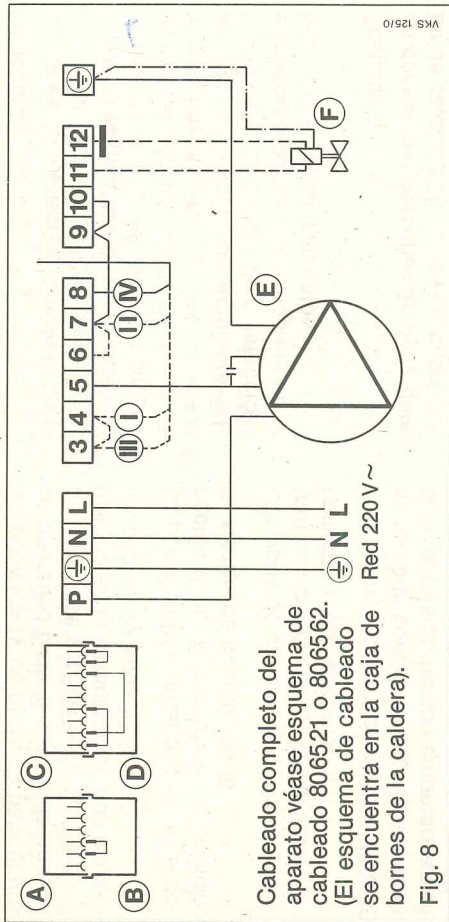 A
B
C
D
P ⏚ N L
3 4 5 6 7 8
9 10 11 12
⏚
III I II IV
E
F
⏚ N L
Red 220 V ~
Cableado completo del
aparato véase esquema de
cableado 806521 o 806562.
(El esquema de cableado
se encuentra en la caja de
bornes de la caldera).
Fig. 8
VKS 125/0